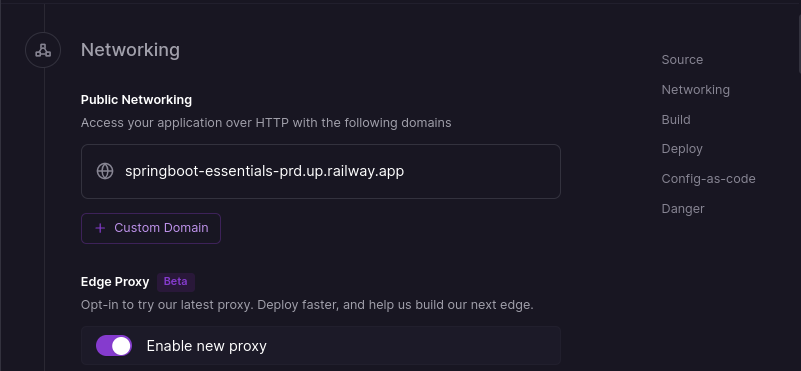 Networking
Public Networking
Access your application over HTTP with the following domains
springboot-essentials-prd.up.railway.app
+ Custom Domain
Edge Proxy Beta
Opt-in to try our latest proxy. Deploy faster, and help us build our next edge.
Enable new proxy
Source
Networking
Build
Deploy
Config-as-code
Danger